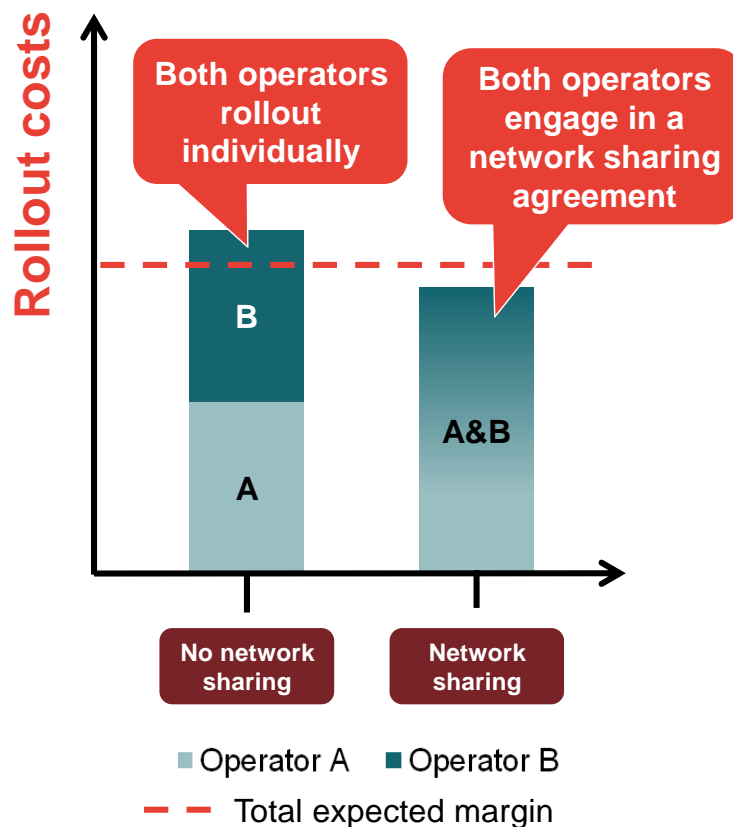 Rollout costs
Both operators
rollout
individually
Both operators
engage in a
network sharing
agreement
B
A
A&B
No network
sharing
Network
sharing
Operator A
Operator B
Total expected margin